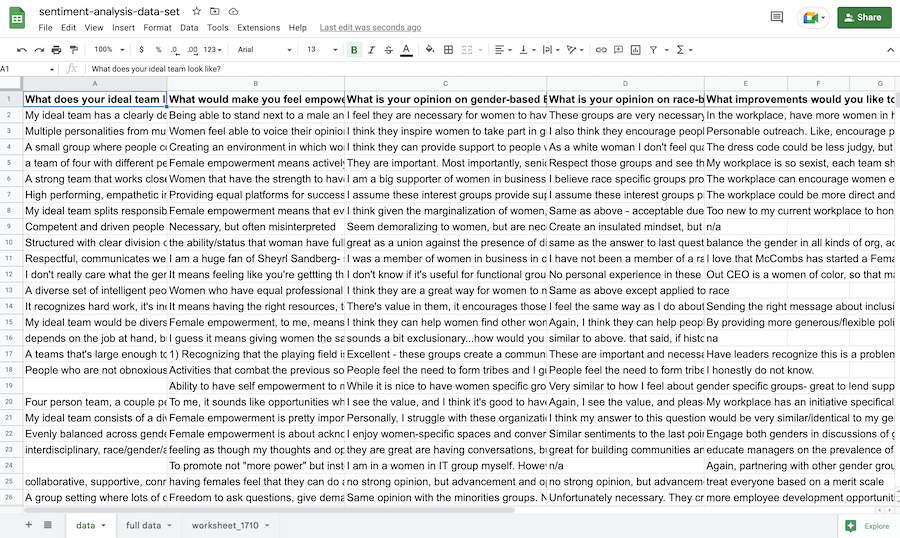 sentiment-analysis-data-set
File Edit View Insert Format Data Tools Extensions Help Last edit was seconds ago
Share
100% $ % .0 .00 123 Arial 13 B I S A
A1 fx What does your ideal team look like?
A B C D E F G
1 What does your ideal team l What would make you feel empowe What is your opinion on gender-based E What is your opinion on race-b What improvements would you like to
2 My ideal team has a clearly de Being able to stand next to a male an I feel they are necessary for women to hav These groups are very necessary In the workplace, have more women in h
3 Multiple personalities from mu Women feel able to voice their opinio I think they inspire women to take part in g I also think they encourage peopl Personable outreach. Like, encourage p
4 A small group where people co Creating an environment in which wo I think they can provide support to people w As a white woman I don't feel qua The dress code could be less judgy, but
5 a team of four with different pe Female empowerment means activel They are important. Most importantly, senio Respect those groups and see th My workplace is so sexist, each team sh
6 A strong team that works close Women that have the strength to hav I am a big supporter of women in business I believe race specific groups pro The workplace can encourage women e
7 High performing, empathetic in Providing equal platforms for success I assume these interest groups provide sup I assume these interest groups p The workplace could be more direct and
8 My ideal team splits responsib Female empowerment means that ev I think given the marginalization of women, Same as above - acceptable due Too new to my current workplace to hon
9 Competent and driven people Necessary, but often misinterpreted Seem demoralizing to women, but are nec Create an insulated mindset, but n/a
10 Structured with clear division o the ability/status that woman have full great as a union against the presence of di same as the answer to last quest balance the gender in all kinds of org, ac
11 Respectful, communicates we I am a huge fan of Sheyrl Sandberg- I was a member of women in business in c I have not been a member of a ra I love that McCombs has started a Fema
12 I don't really care what the ger It means feeling like you're gettting th I don't know if it's useful for functional grou No personal experience in these Out CEO is a women of color, so that ma
13 A diverse set of intelligent peo Women who have equal professional I think they are a great way for women to n Same as above except applied to race
14 It recognizes hard work, it's inc It means having the right resources, t There's value in them, it encourages those I feel the same way as I do about Sending the right message about inclusi
15 My ideal team would be divers Female empowerment, to me, means I think they can help women find other won Again, I think they can help peop By providing more generous/flexible poli
16 depends on the job at hand, b I guess it means giving women the sa sounds a bit exclusionary...how would you similar to above. that said, if histo na
17 A teams that's large enough to 1) Recognizing that the playing field is Excellent - these groups create a commun These are important and necessa Have leaders recognize this is a problem
18 People who are not obnoxious Activities that combat the previous so People feel the need to form tribes and I g People feel the need to form tribe I honestly do not know.
19 Ability to have self empowerment to n While it is nice to have women specific gro Very similar to how I feel about gender specific groups- great to lend supp
20 Four person team, a couple pe To me, it sounds like opportunities wh I see the value, and I think it's good to have Again, I see the value, and pleas My workplace has an initiative specifical
21 My ideal team consists of a div Female empowerment is pretty impor Personally, I struggle with these organizati I think my answer to this question would be very similar/identical to my ge
22 Evenly balanced across gende Female empowerment is about ackno I enjoy women-specific spaces and conver Similar sentiments to the last poin Engage both genders in discussions of g
23 interdisciplinary, race/gender/a feeling as though my thoughts and op they are great are having conversations, bu great for building communities an educate managers on the prevalence of
24 To promote not "more power" but inst I am in a women in IT group myself. Howev n/a Again, partnering with other gender grou
25 collaborative, supportive, conn having females feel that they can do a no strong opinion, but advancement and op no strong opinion, but advancem treat everyone based on a merit scale
26 A group setting where lots of c Freedom to ask questions, give dema Same opinion with the minorities groups. N Unfortunately necessary. They cr more employee development opportuniti
data full data worksheet_1710 Explore